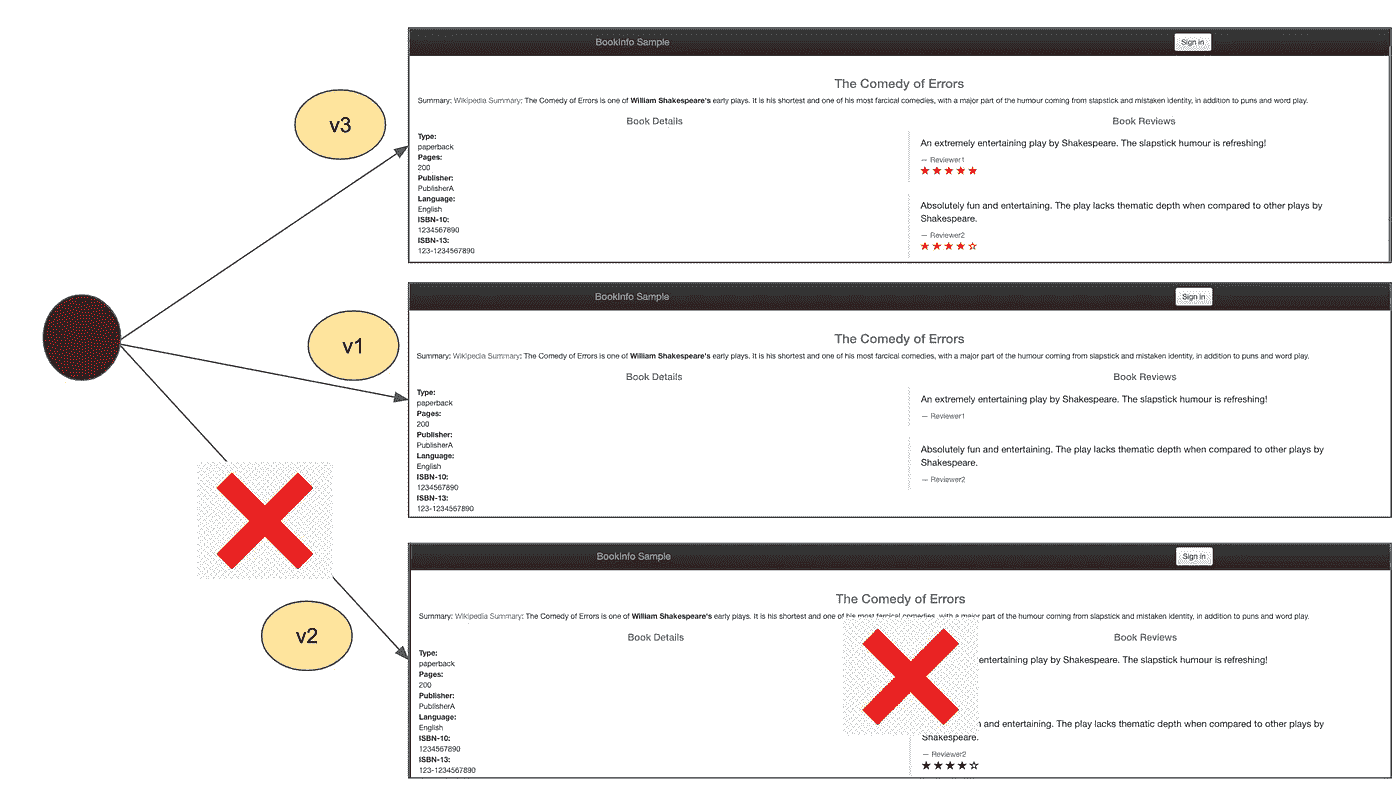 BookInfo Sample
Sign in
The Comedy of Errors
Summary: Wikipedia Summary: The Comedy of Errors is one of William Shakespeare's early plays. It is his shortest and one of his most farcical comedies, with a major part of the humour coming from slapstick and mistaken identity, in addition to puns and word play.
Book Details
Book Reviews
Type:
paperback
Pages:
200
Publisher:
PublisherA
Language:
English
ISBN-10:
1234567890
ISBN-13:
123-1234567890
An extremely entertaining play by Shakespeare. The slapstick humour is refreshing!
— Reviewer1
Absolutely fun and entertaining. The play lacks thematic depth when compared to other plays by
Shakespeare.
— Reviewer2
v3
BookInfo Sample
Sign in
The Comedy of Errors
Summary: Wikipedia Summary: The Comedy of Errors is one of William Shakespeare's early plays. It is his shortest and one of his most farcical comedies, with a major part of the humour coming from slapstick and mistaken identity, in addition to puns and word play.
Book Details
Book Reviews
Type:
paperback
Pages:
200
Publisher:
PublisherA
Language:
English
ISBN-10:
1234567890
ISBN-13:
123-1234567890
An extremely entertaining play by Shakespeare. The slapstick humour is refreshing!
— Reviewer1
Absolutely fun and entertaining. The play lacks thematic depth when compared to other plays by
Shakespeare.
— Reviewer2
v1
BookInfo Sample
Sign in
The Comedy of Errors
Summary: Wikipedia Summary: The Comedy of Errors is one of William Shakespeare's early plays. It is his shortest and one of his most farcical comedies, with a major part of the humour coming from slapstick and mistaken identity, in addition to puns and word play.
Book Details
Book Reviews
Type:
paperback
Pages:
200
Publisher:
PublisherA
Language:
English
ISBN-10:
1234567890
ISBN-13:
123-1234567890
entertaining play by Shakespeare. The slapstick humour is refreshing!
and entertaining. The play lacks thematic depth when compared to other plays by
Shakespeare.
— Reviewer2
v2